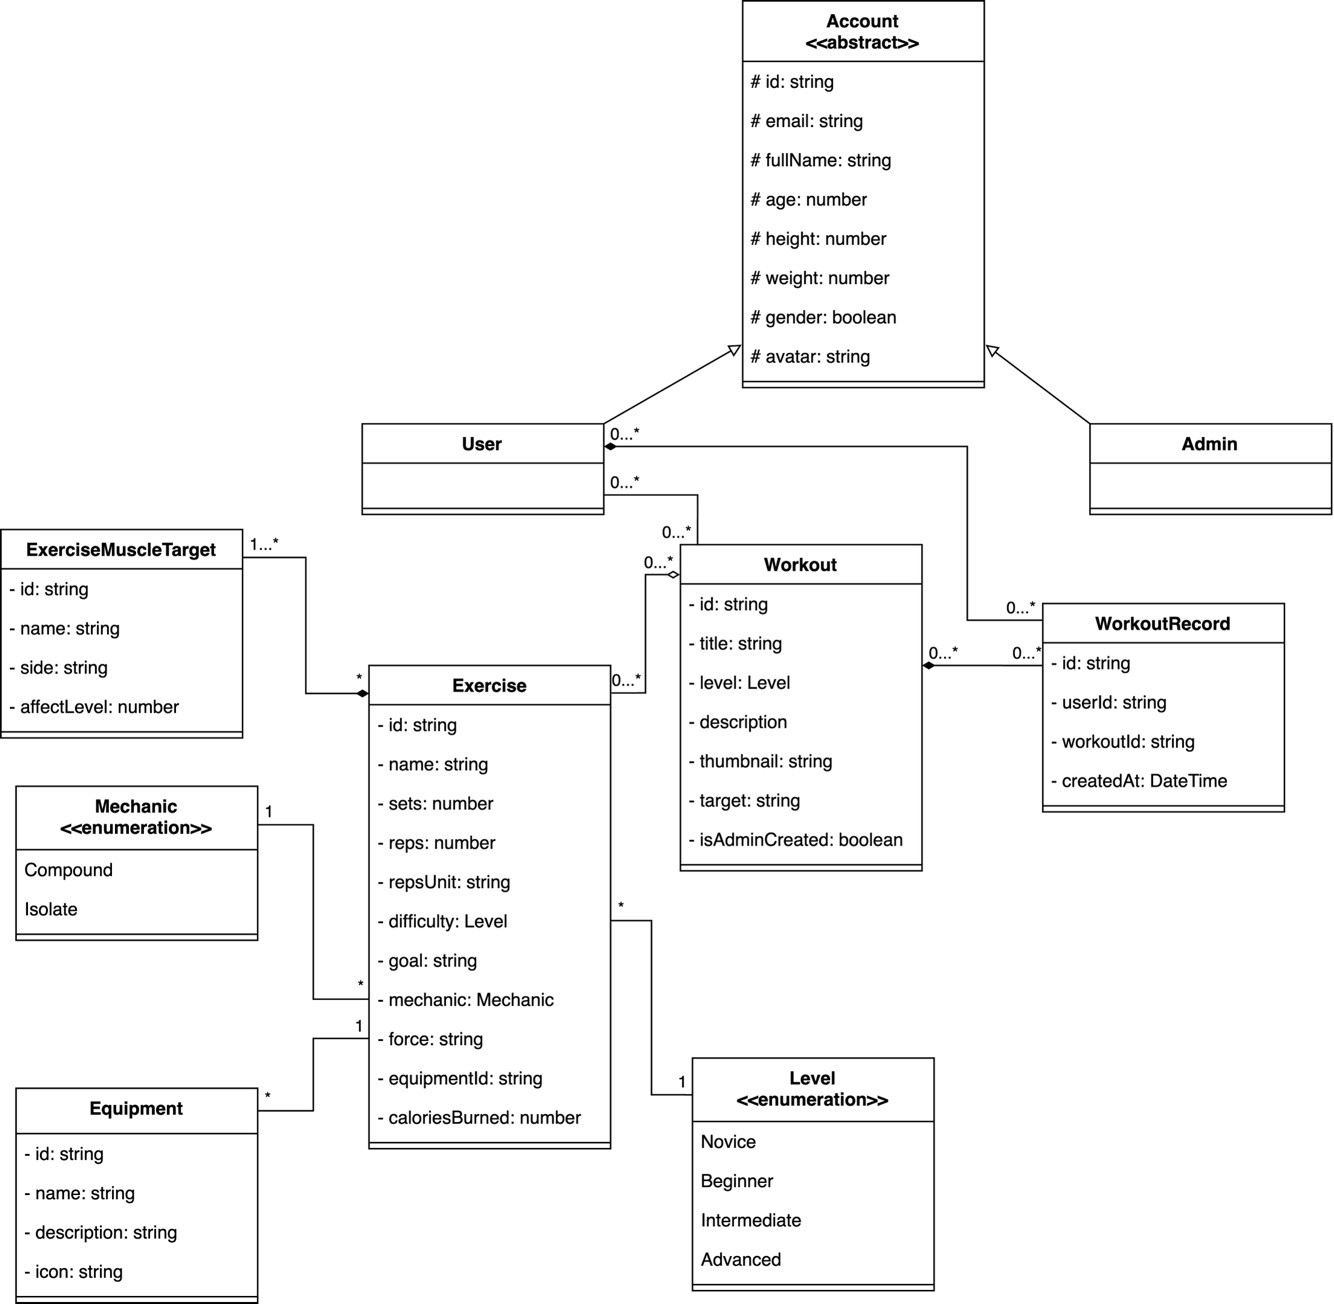 Account
<<abstract>>
# id: string
# email: string
# fullName: string
# age: number
# height: number
# weight: number
# gender: boolean
# avatar: string
User
0...*
0...*
Admin
ExerciseMuscleTarget
1...*
- id: string
- name: string
- side: string
- affectLevel: number
0...*
0...*
Workout
- id: string
- title: string
- level: Level
- description
- thumbnail: string
- target: string
- isAdminCreated: boolean
0...*
0...*
0...*
WorkoutRecord
- id: string
- userId: string
- workoutId: string
- createdAt: DateTime
*
0...*
Exercise
- id: string
- name: string
- sets: number
- reps: number
- repsUnit: string
- difficulty: Level
- goal: string
- mechanic: Mechanic
- force: string
- equipmentId: string
- caloriesBurned: number
Mechanic
<<enumeration>>
Compound
Isolate
1
*
1
*
Equipment
- id: string
- name: string
- description: string
- icon: string
*
1
Level
<<enumeration>>
Novice
Beginner
Intermediate
Advanced